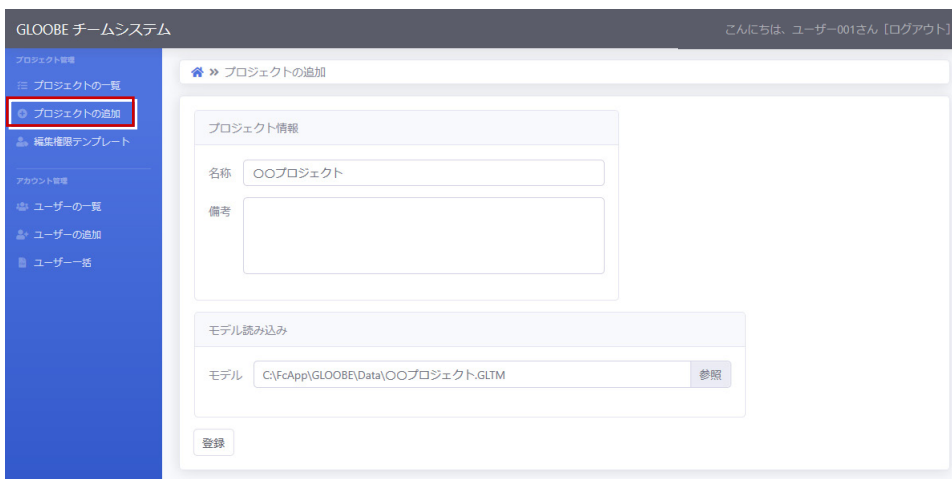 GLOOBE チームシステム
こんにちは、ユーザー001さん [ログアウト]
プロジェクト管理
プロジェクトの一覧
プロジェクトの追加
編集権限テンプレート
アカウント管理
ユーザーの一覧
ユーザーの追加
ユーザー一括
» プロジェクトの追加
プロジェクト情報
名称 〇〇プロジェクト
備考
モデル読み込み
モデル C:\FcApp\GLOOBE\Data\〇〇プロジェクト.GLTM 参照
登録